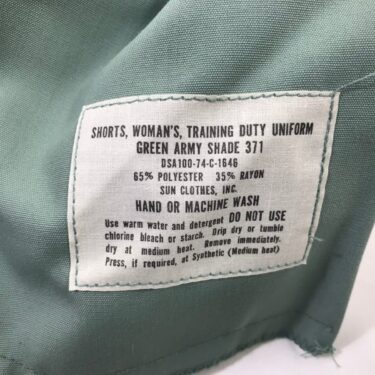 SHORTS, WOMAN'S, TRAINING DUTY UNIFORM
GREEN ARMY SHADE 371
DSA100-74-C-1646
65% POLYESTER 35% RAYON
SUN CLOTHES, INC.
HAND OR MACHINE WASH
Use warm water and detergent DO NOT USE
chlorine bleach or starch. Drip dry or tumble
dry at medium heat. Remove immediately.
Press, if required, at Synthetic (Medium heat)